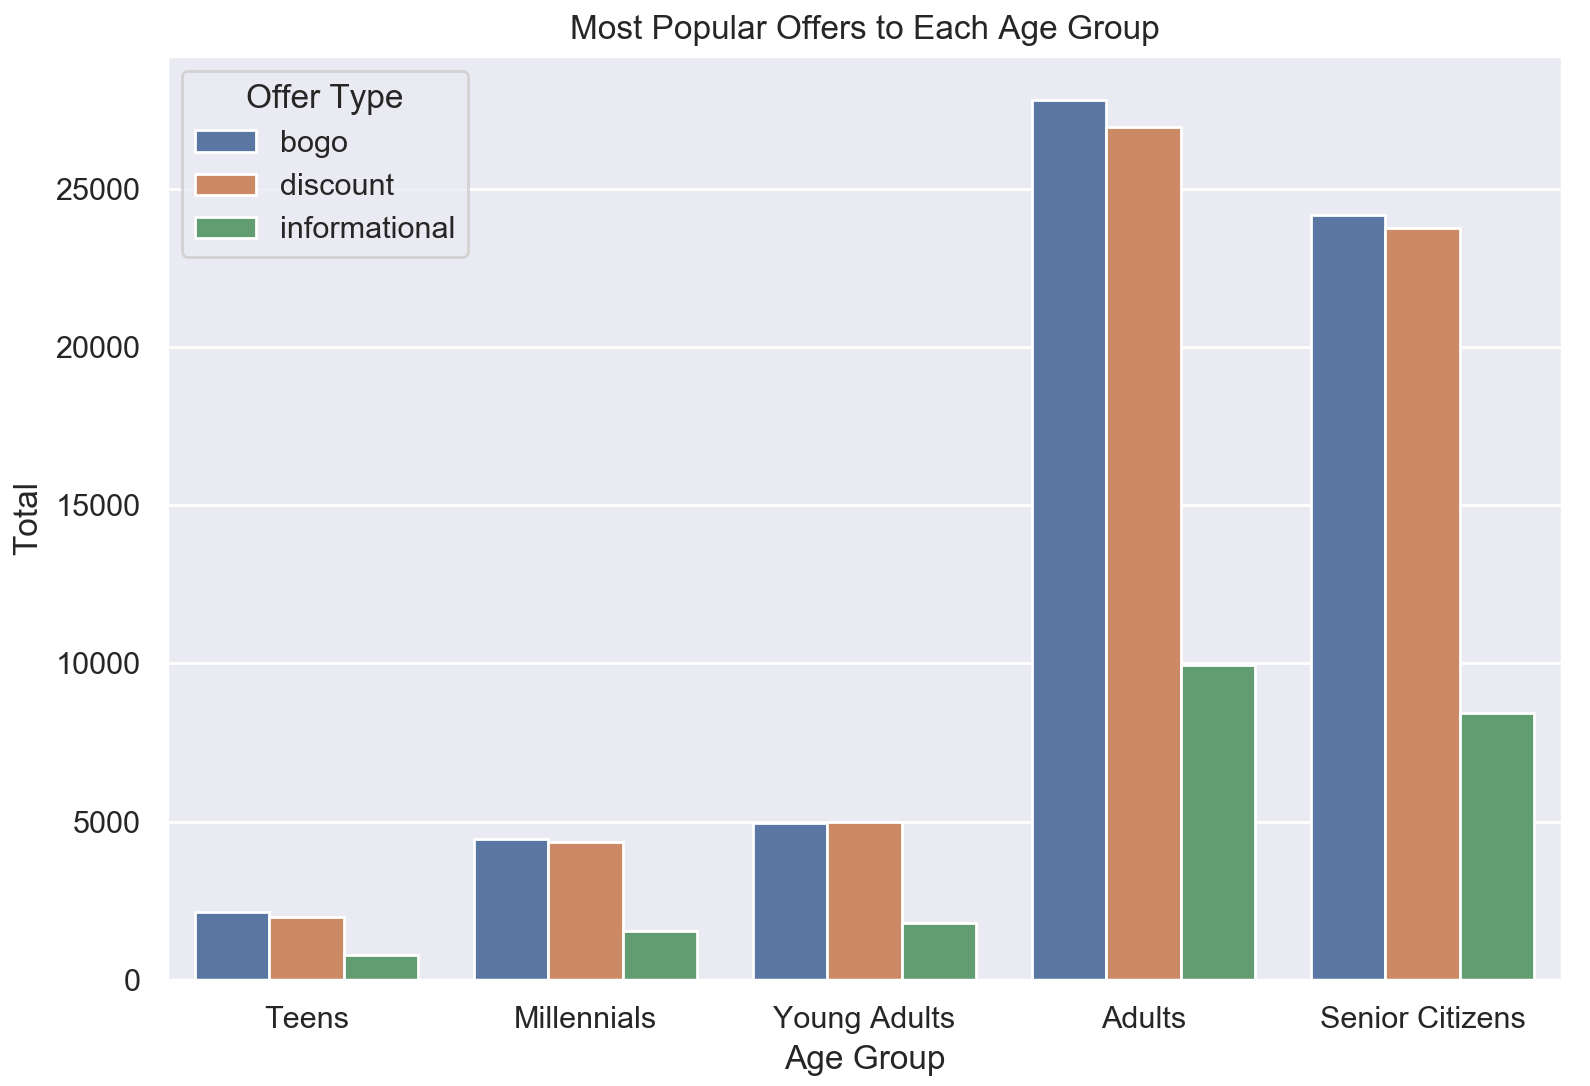 Most Popular Offers to Each Age Group
Offer Type
bogo
discount
informational
25000
20000
15000
10000
5000
0
Total
Teens Millennials Young Adults Adults Senior Citizens
Age Group